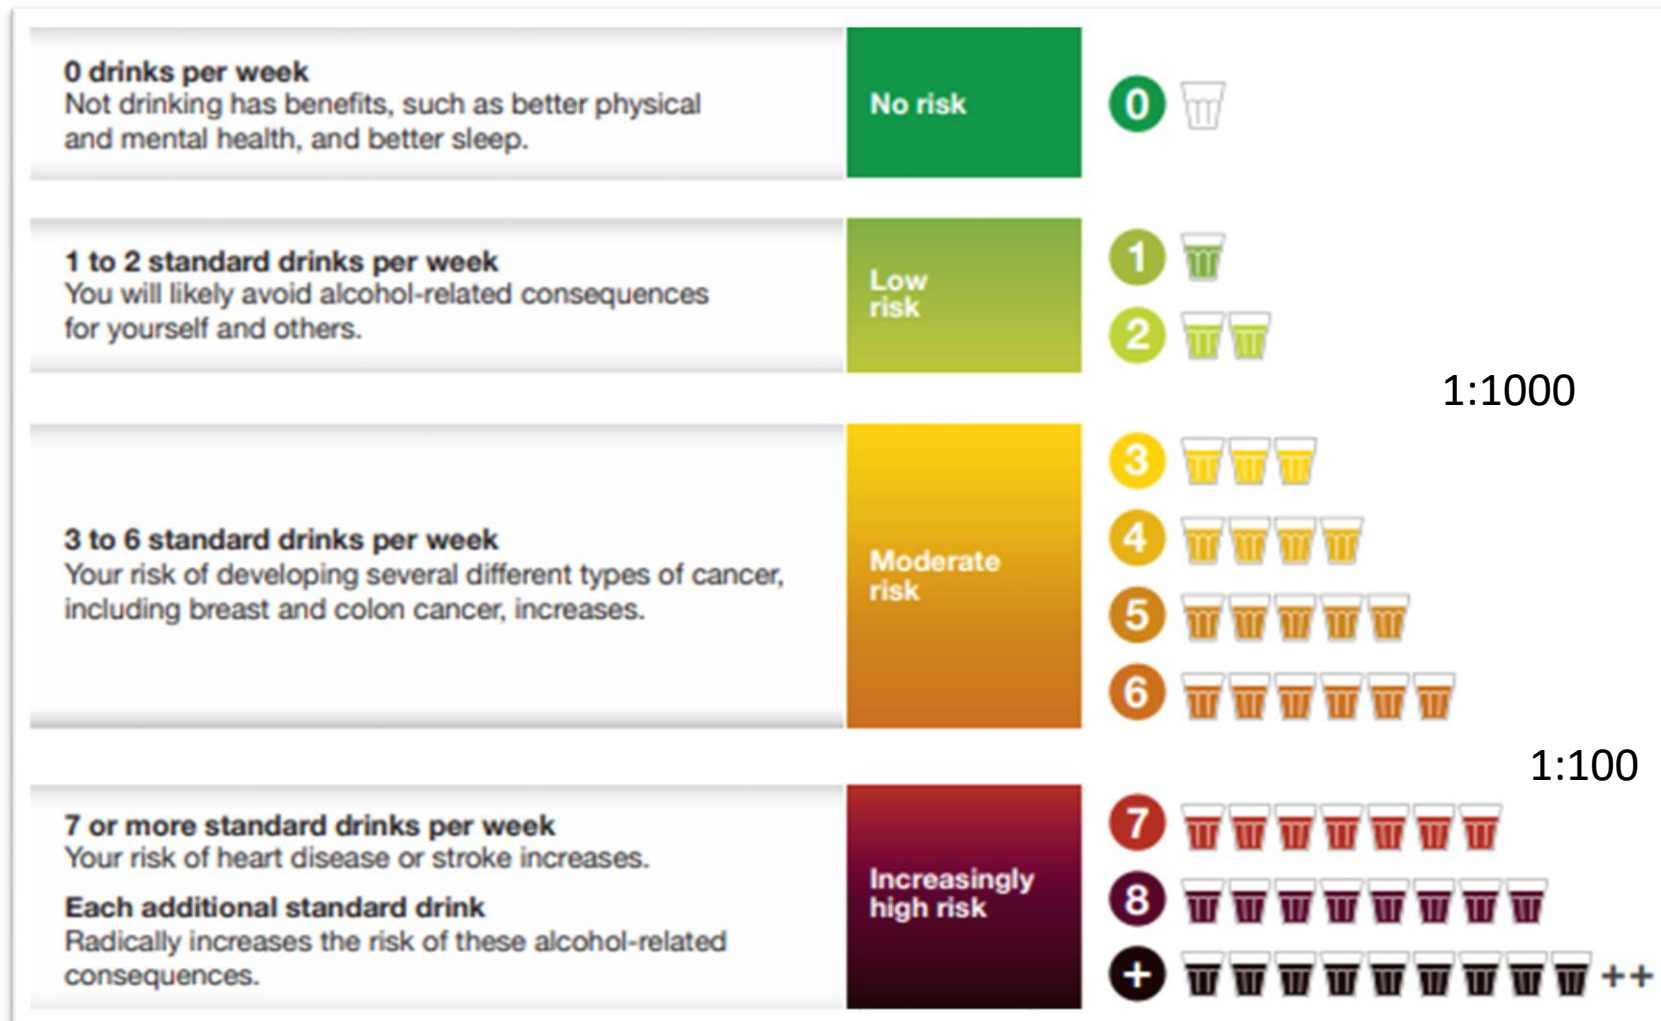 0 drinks per week
Not drinking has benefits, such as better physical
and mental health, and better sleep.
No risk
0
1 to 2 standard drinks per week
You will likely avoid alcohol-related consequences
for yourself and others.
Low
risk
1
2
1:1000
3 to 6 standard drinks per week
Your risk of developing several different types of cancer,
including breast and colon cancer, increases.
Moderate
risk
3
4
5
6
1:100
7 or more standard drinks per week
Your risk of heart disease or stroke increases.
Each additional standard drink
Radically increases the risk of these alcohol-related
consequences.
Increasingly
high risk
7
8
+
++